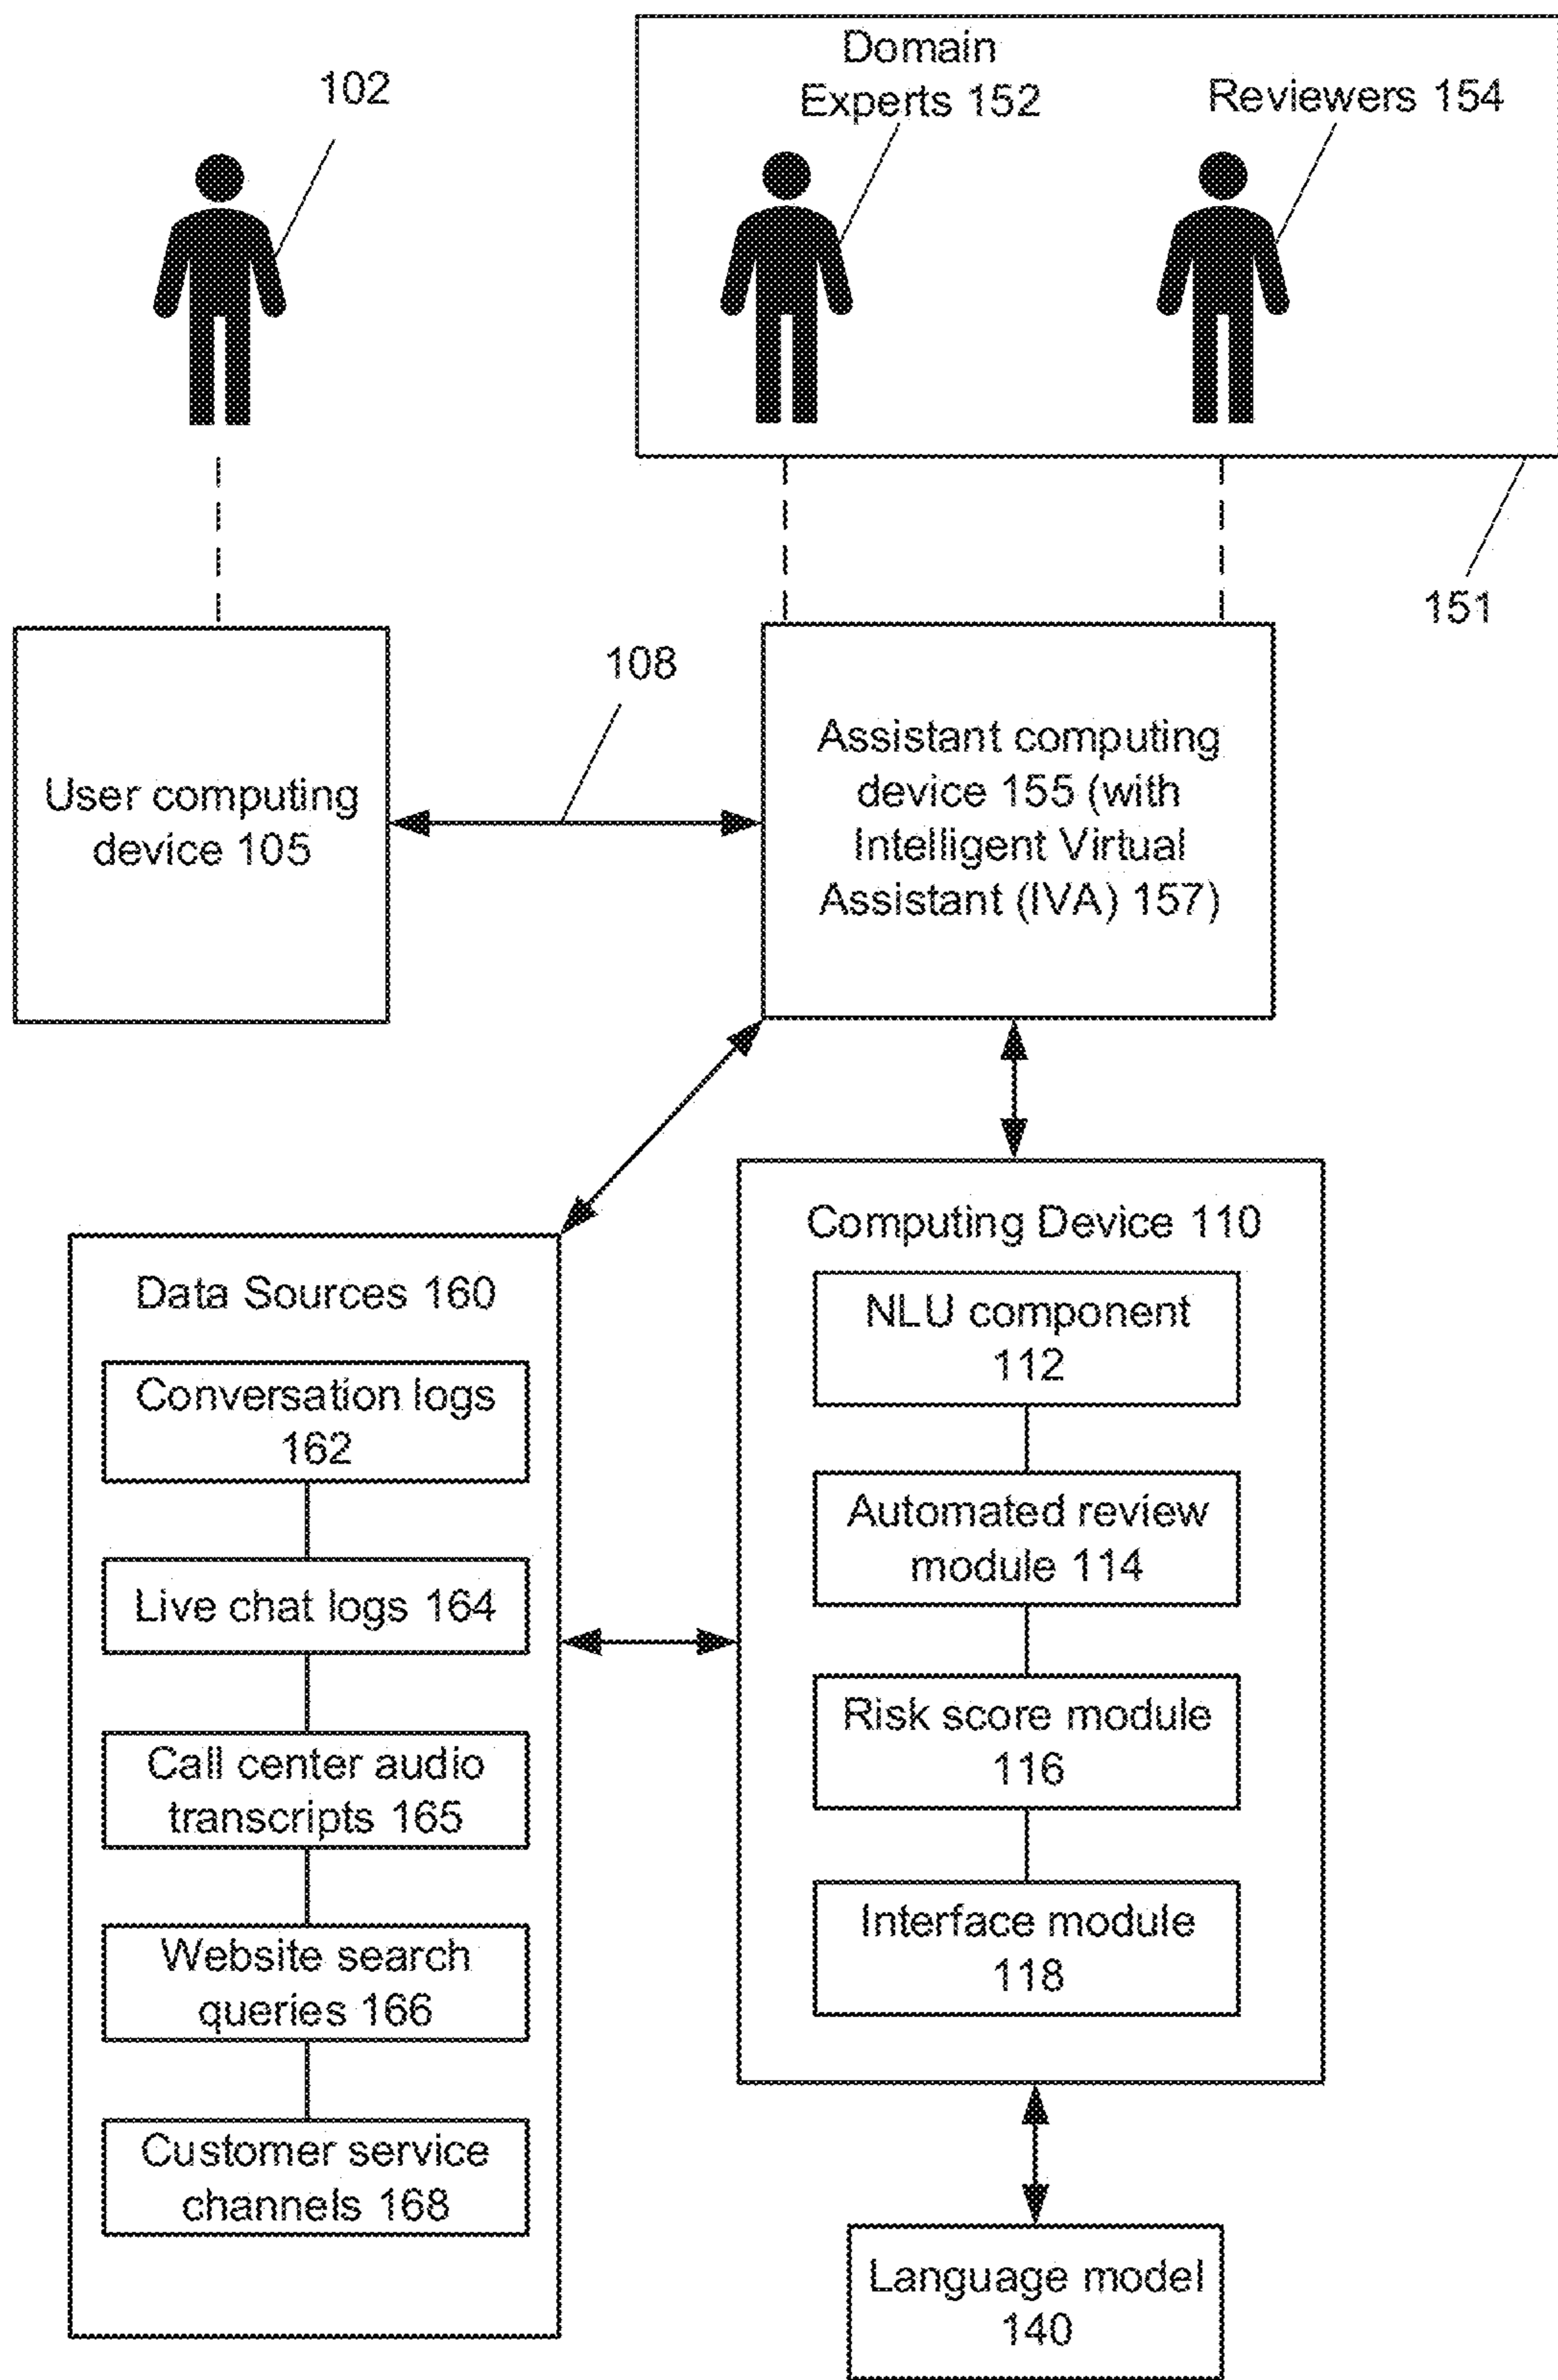 102
Domain
Experts 152
Reviewers 154
151
108
User computing
device 105
Assistant computing
device 155 (with
Intelligent Virtual
Assistant (IVA) 157)
Data Sources 160
Conversation logs
162
Live chat logs 164
Call center audio
transcripts 165
Website search
queries 166
Customer service
channels 168
Computing Device 110
NLU component
112
Automated review
module 114
Risk score module
116
Interface module
118
Language model
140